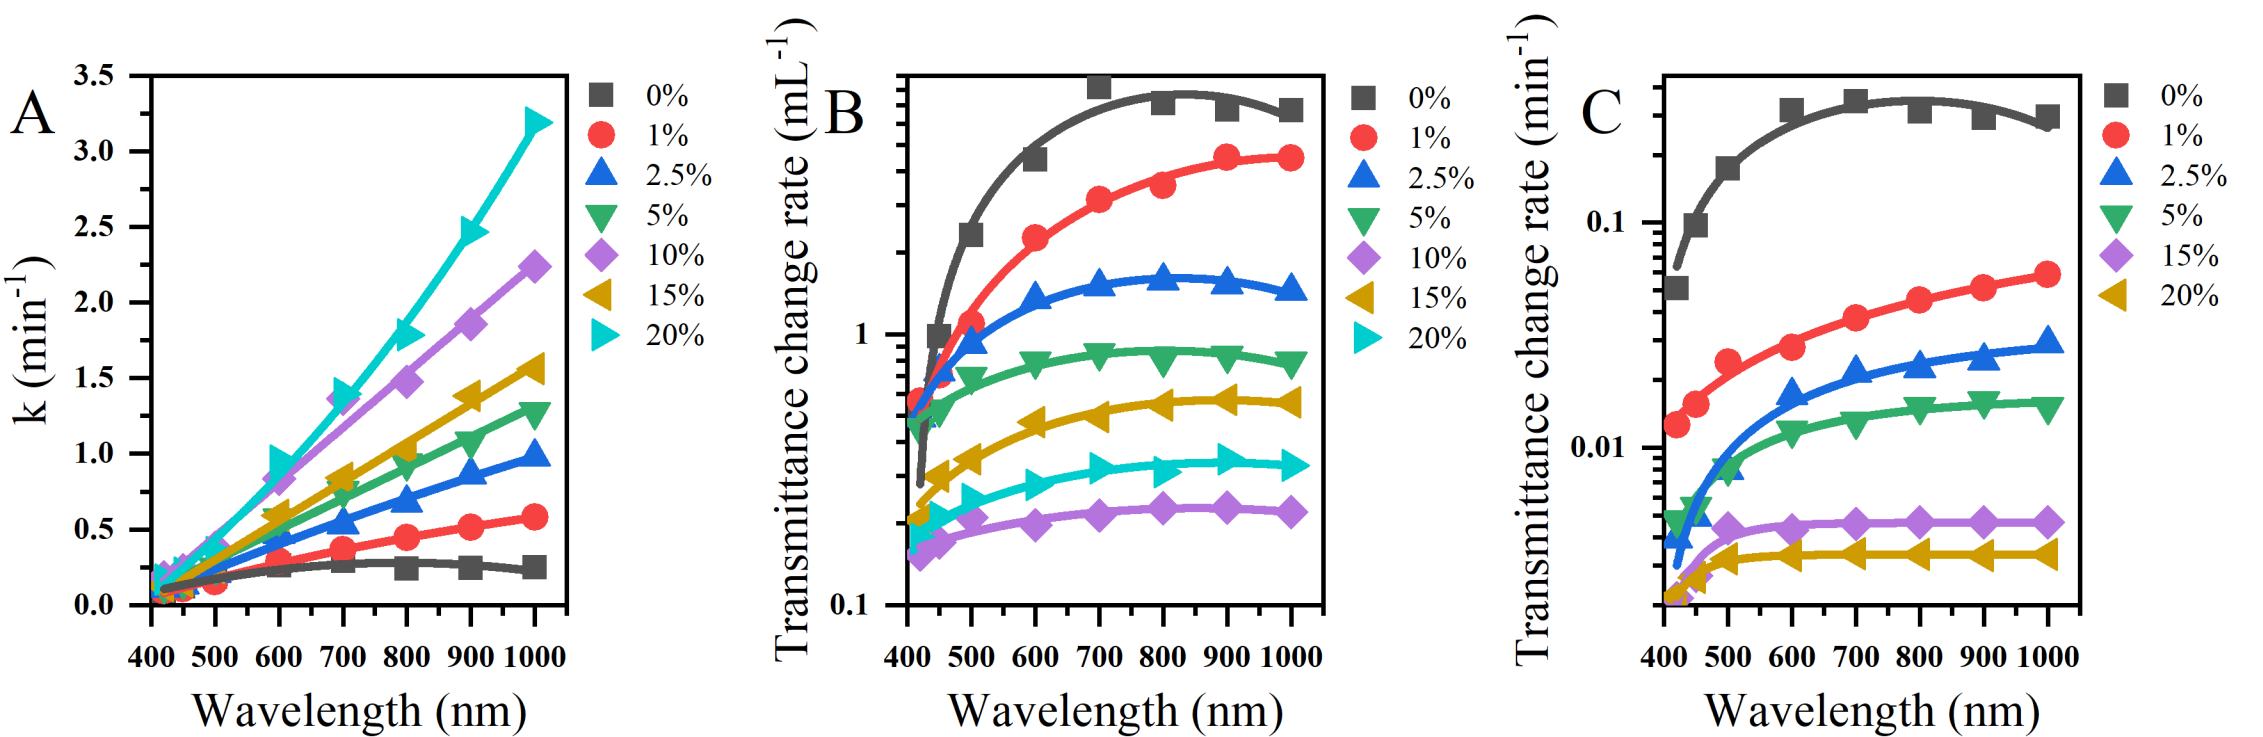 A
k (min-1)
3.5
3.0
2.5
2.0
1.5
1.0
0.5
0.0
400 500 600 700 800 900 1000
Wavelength (nm)
0%
1%
2.5%
5%
10%
15%
20%
B
Transmittance change rate (mL-1)
1
0.1
400 500 600 700 800 900 1000
Wavelength (nm)
0%
1%
2.5%
5%
10%
15%
20%
C
Transmittance change rate (min-1)
0.1
0.01
400 500 600 700 800 900 1000
Wavelength (nm)
0%
1%
2.5%
5%
15%
20%